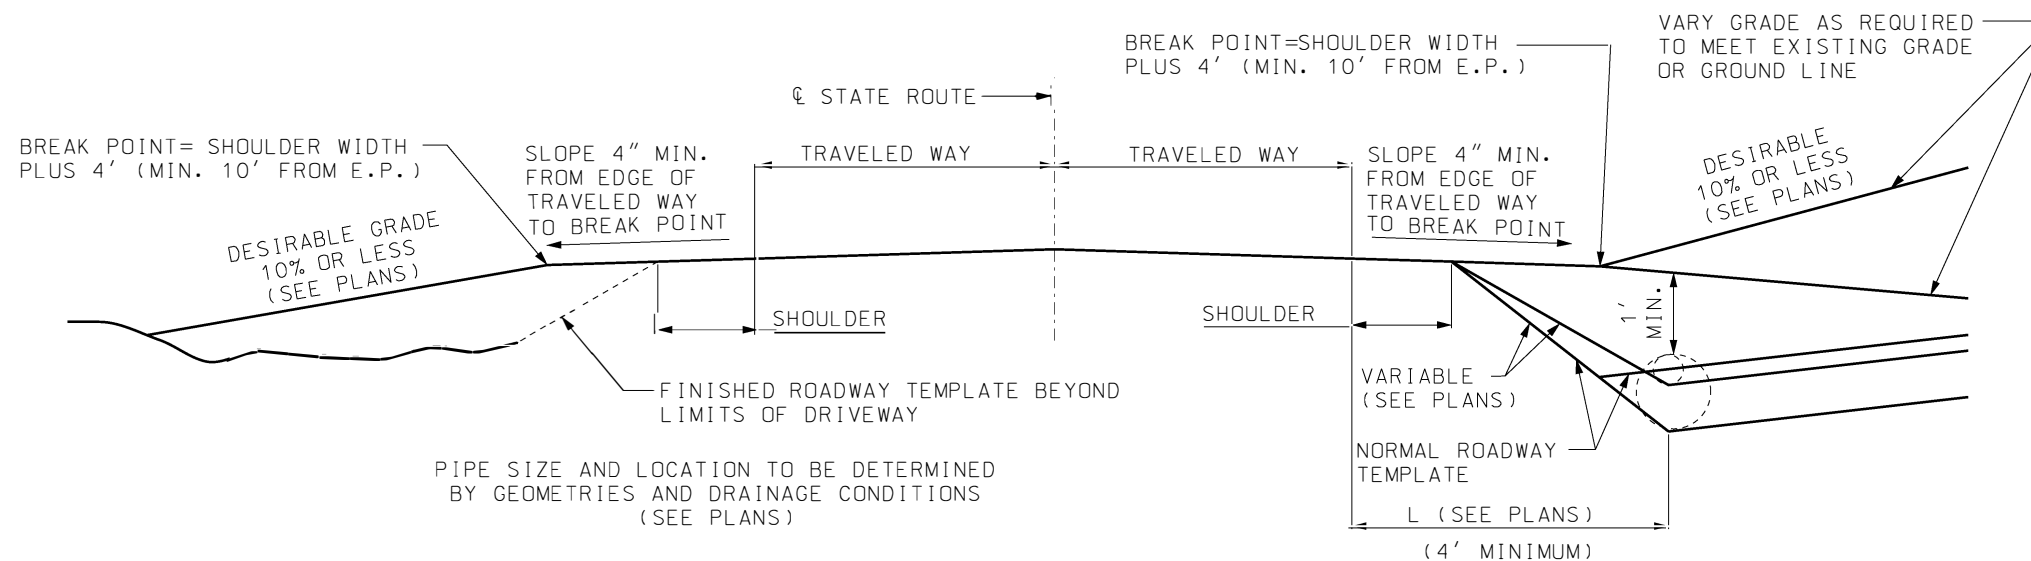 VARY GRADE AS REQUIRED
TO MEET EXISTING GRADE
OR GROUND LINE
BREAK POINT=SHOULDER WIDTH
PLUS 4' (MIN. 10' FROM E.P.)
℄ STATE ROUTE
BREAK POINT= SHOULDER WIDTH
PLUS 4' (MIN. 10' FROM E.P.)
SLOPE 4" MIN.
FROM EDGE OF
TRAVELED WAY
TO BREAK POINT
TRAVELED WAY
TRAVELED WAY
SLOPE 4" MIN.
FROM EDGE OF
TRAVELED WAY
TO BREAK POINT
DESIRABLE
10% OR LESS
(SEE PLANS)
DESIRABLE GRADE
10% OR LESS
(SEE PLANS)
SHOULDER
SHOULDER
1'
MIN.
VARIABLE
(SEE PLANS)
FINISHED ROADWAY TEMPLATE BEYOND
LIMITS OF DRIVEWAY
NORMAL ROADWAY
TEMPLATE
PIPE SIZE AND LOCATION TO BE DETERMINED
BY GEOMETRIES AND DRAINAGE CONDITIONS
(SEE PLANS)
L (SEE PLANS)
(4' MINIMUM)